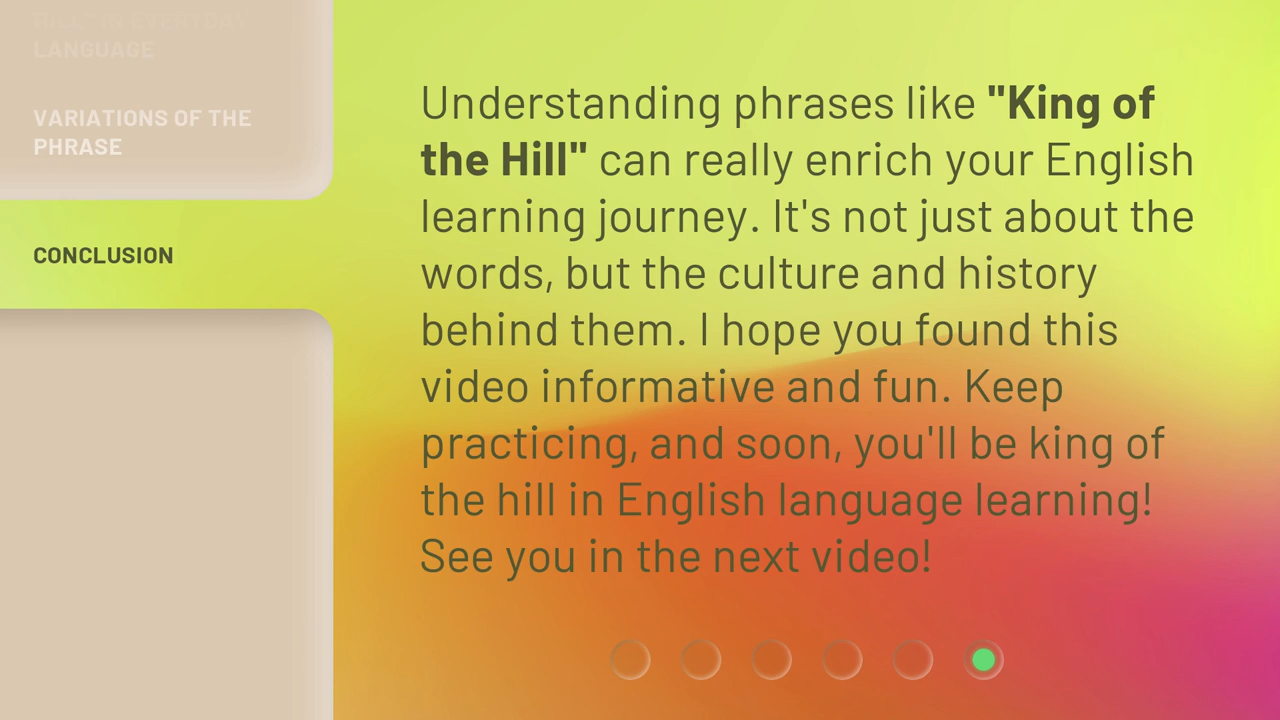 HILL" IN EVERYDAY
LANGUAGE
VARIATIONS OF THE
PHRASE
CONCLUSION
Understanding phrases like "King of
the Hill" can really enrich your English
learning journey. It's not just about the
words, but the culture and history
behind them. I hope you found this
video informative and fun. Keep
practicing, and soon, you'll be king of
the hill in English language learning!
See you in the next video!